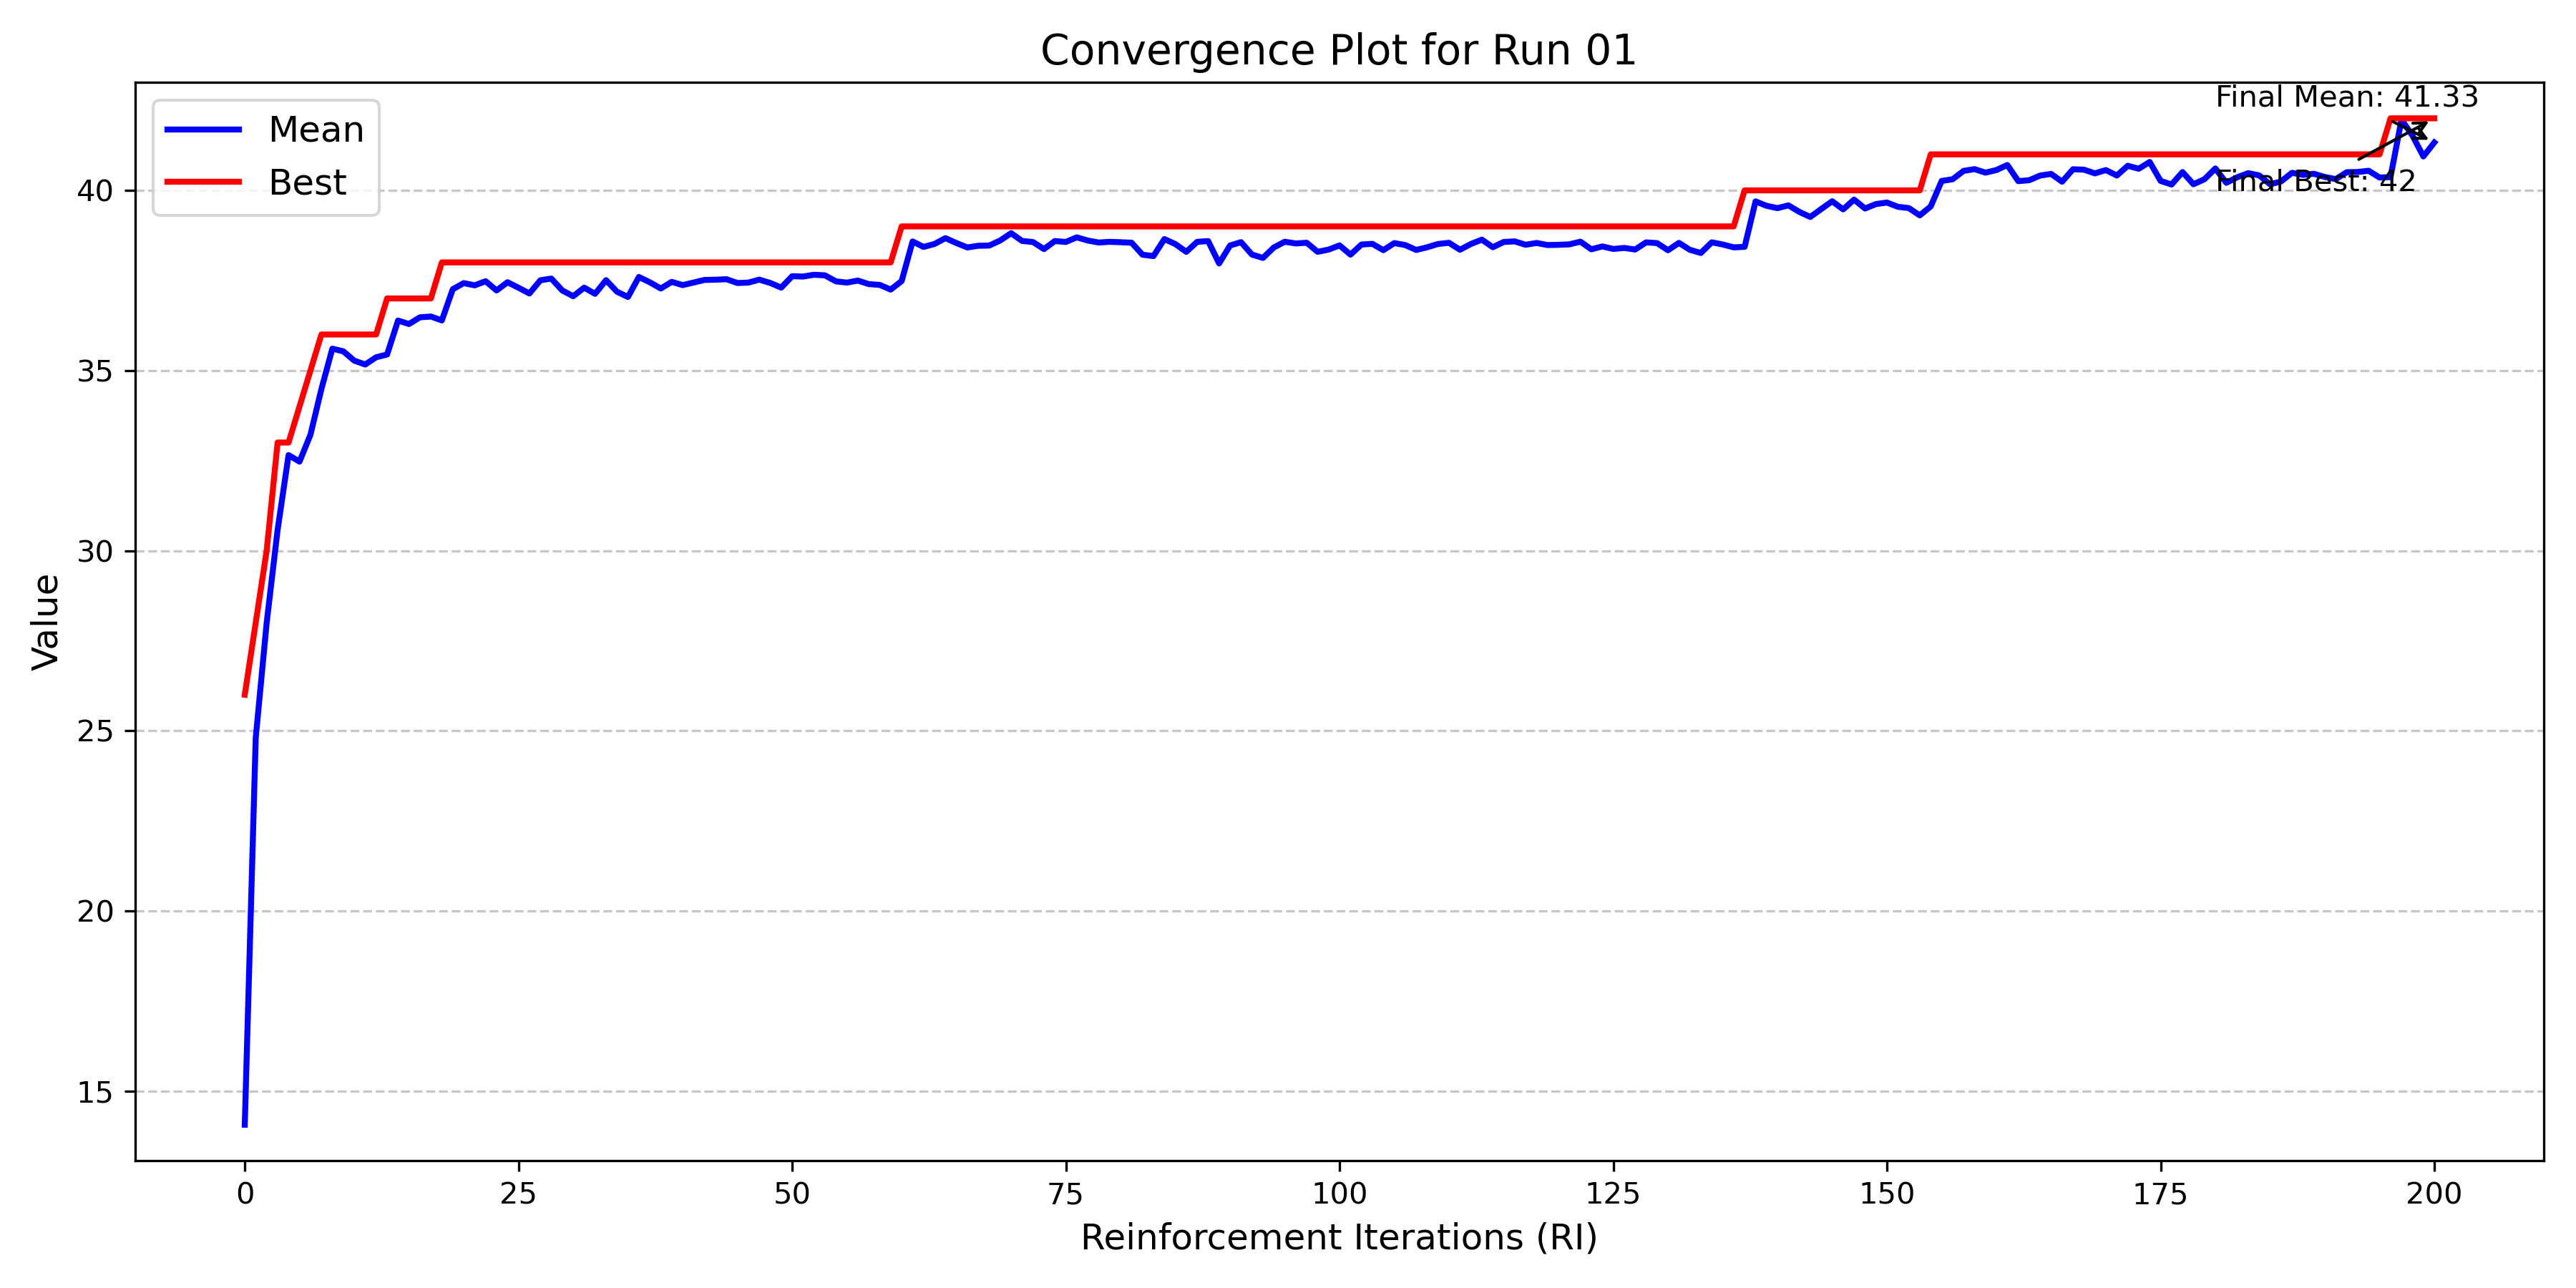 Convergence Plot for Run 01
Mean
Best
Final Mean: 41.33
Final Best: 42
Value
40
35
30
25
20
15
0 25 50 75 100 125 150 175 200
Reinforcement Iterations (RI)